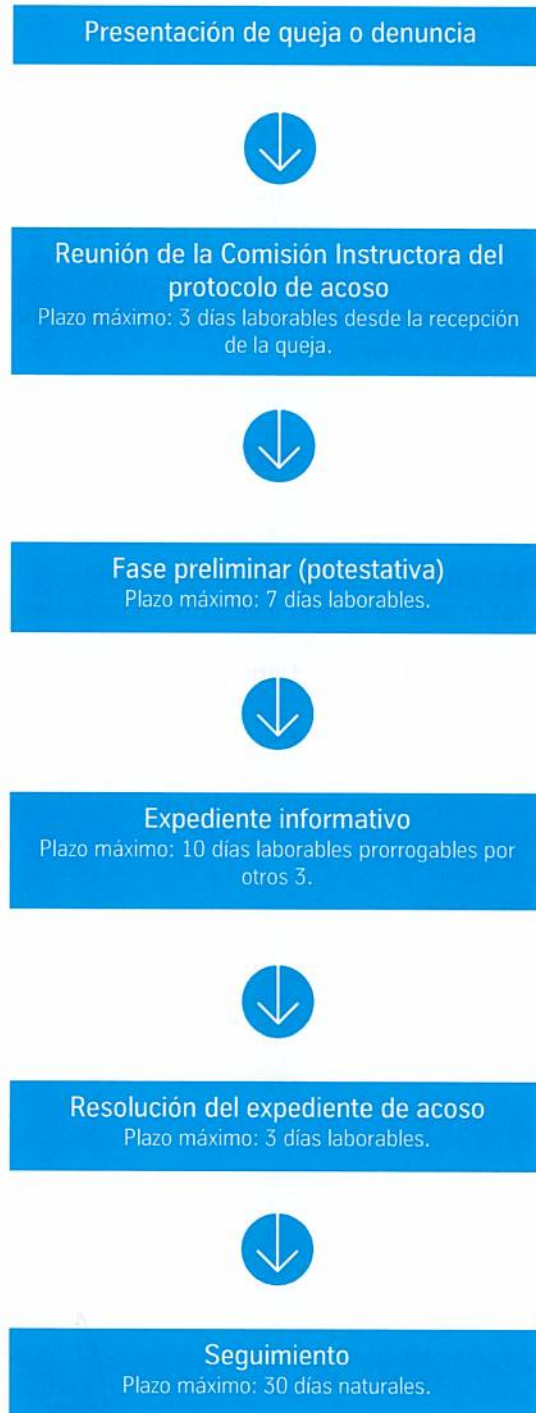 Presentación de queja o denuncia
Reunión de la Comisión Instructora del
protocolo de acoso
Plazo máximo: 3 días laborables desde la recepción
de la queja.
Fase preliminar (potestativa)
Plazo máximo: 7 días laborables.
Expediente informativo
Plazo máximo: 10 días laborables prorrogables por
otros 3.
Resolución del expediente de acoso
Plazo máximo: 3 días laborables.
Seguimiento
Plazo máximo: 30 días naturales.